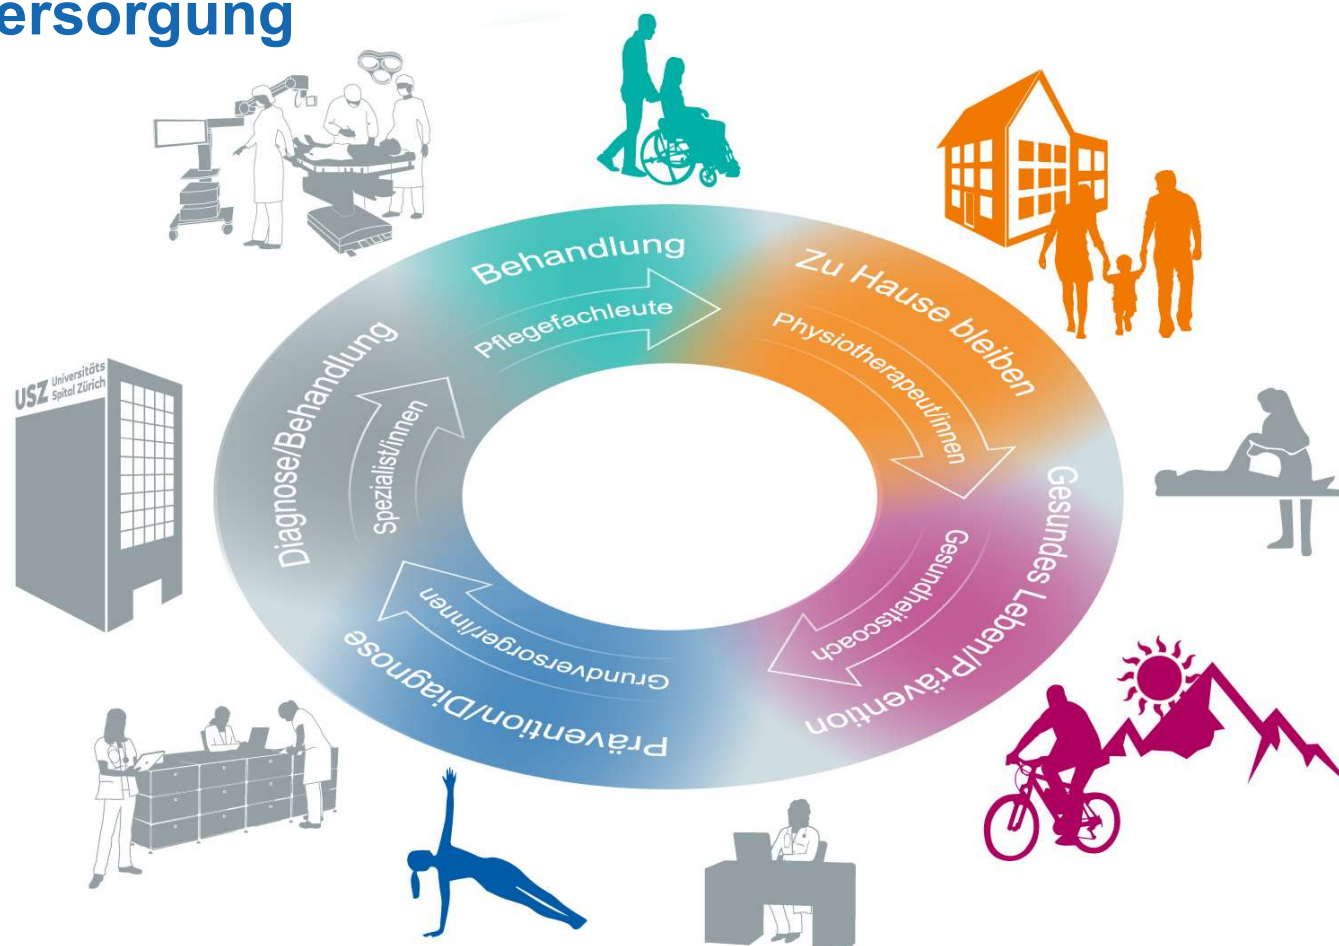 ersorgung
Behandlung
Pflegefachleute
Zu Hause bleiben
Physiotherapeut/innen
Gesundes Leben/Prävention
Gesundheitscoach
Prävention/Diagnose
Grundversorger/innen
Diagnose/Behandlung
Spezialist/innen
USZ Universitäts
Spital Zürich